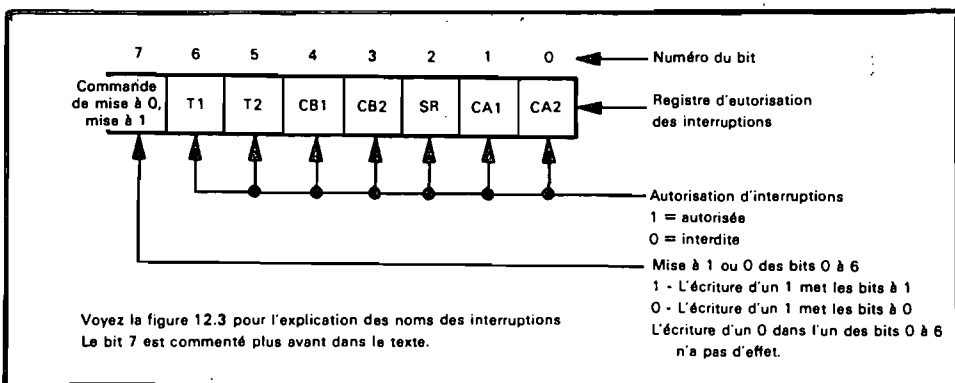 7 6 5 4 3 2 1 0 Numéro du bit
Commande
de mise à 0,
mise à 1
T1 T2 CB1 CB2 SR CA1 CA2
Registre d'eutorisation
des interruptions
Autorisation d'interruptions
1 = autorisée
0 = interdite
Mise à 1 ou 0 des bits 0 à 6
1 - L'écriture d'un 1 met les bits à 1
0 - L'écriture d'un 1 met les bits à 0
L'écriture d'un 0 dans l'un des bits 0 à 6
n'a pas d'effet.
Voyez la figure 12.3 pour l'explication des noms des interruptions
Le bit 7 est commenté plus avant dans le texte.